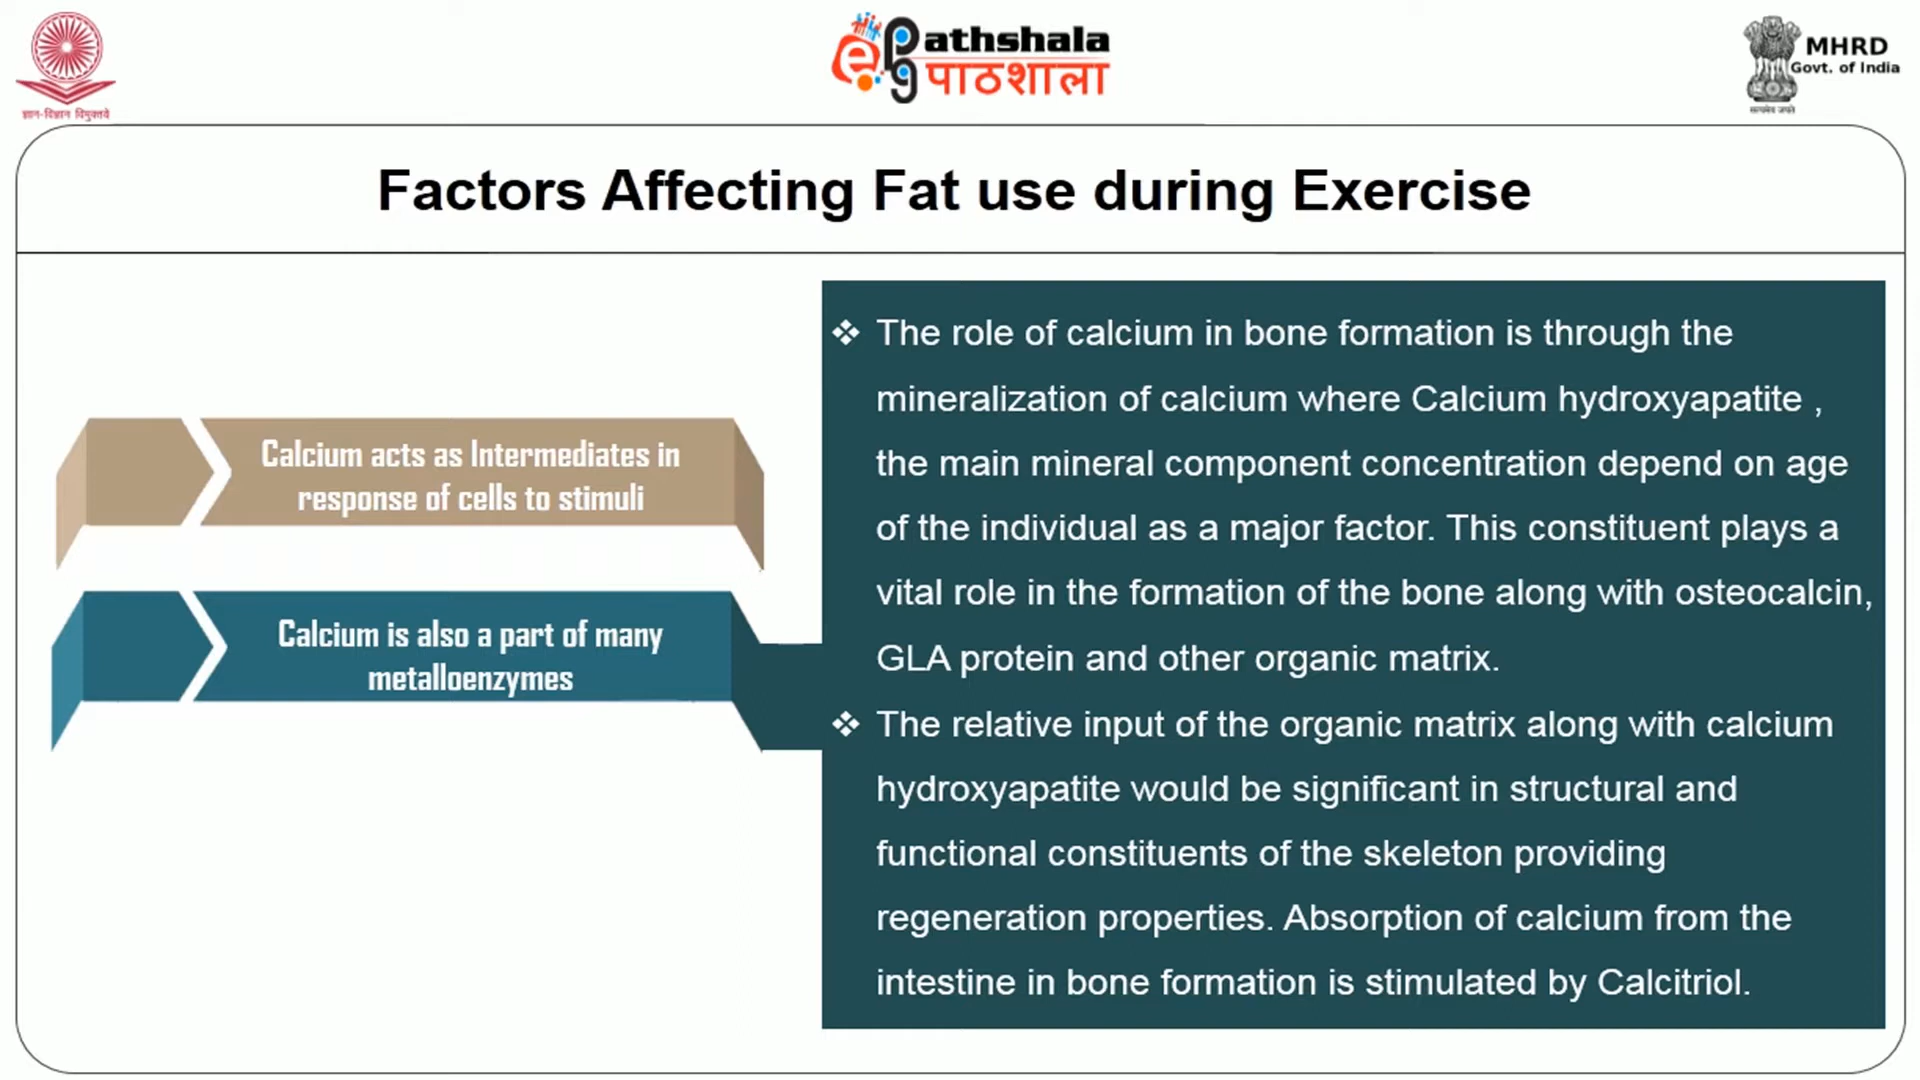 ज्ञान-विज्ञान विमुक्तये
ePG Pathshala
पाठशाला
MHRD
Govt. of India
सत्यमेव जयते
Factors Affecting Fat use during Exercise
Calcium acts as Intermediates in
response of cells to stimuli
Calcium is also a part of many
metalloenzymes
❖ The role of calcium in bone formation is through the
mineralization of calcium where Calcium hydroxyapatite ,
the main mineral component concentration depend on age
of the individual as a major factor. This constituent plays a
vital role in the formation of the bone along with osteocalcin,
GLA protein and other organic matrix.
❖ The relative input of the organic matrix along with calcium
hydroxyapatite would be significant in structural and
functional constituents of the skeleton providing
regeneration properties. Absorption of calcium from the
intestine in bone formation is stimulated by Calcitriol.